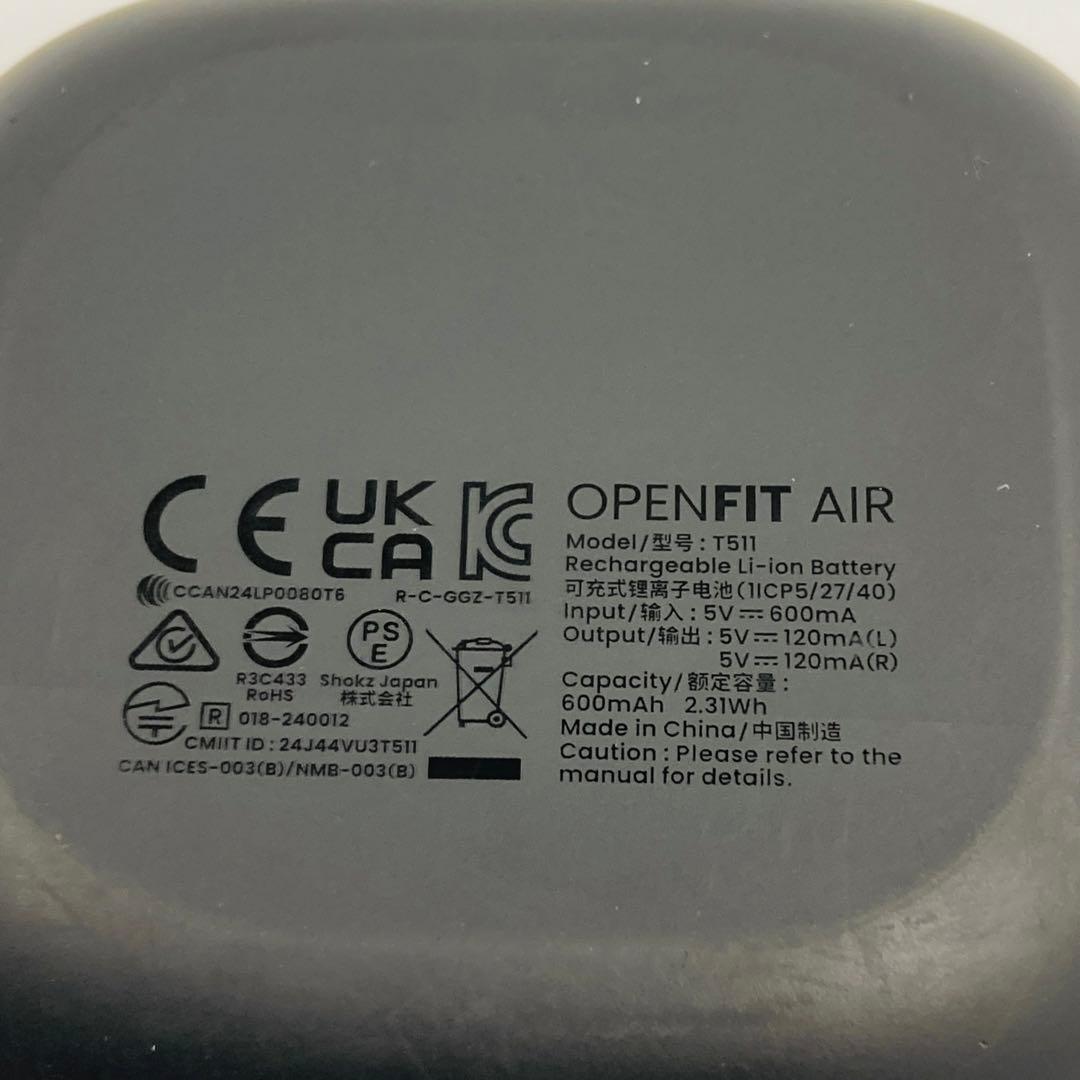 CE UK CA KC
CCAN24LP0080T6 R-C-GGZ-T511
PS E
R3C433 RoHS
Shokz Japan 株式会社
R 018-240012
CMIIT ID : 24J44VU3T511
CAN ICES-003(B)/NMB-003(B)
OPENFIT AIR
Model/型号 : T511
Rechargeable Li-ion Battery
可充式锂离子电池(1ICP5/27/40)
Input/输入 : 5V⎓600mA
Output/输出 : 5V⎓120mA(L)
5V⎓120mA(R)
Capacity/额定容量 :
600mAh 2.31Wh
Made in China/中国制造
Caution : Please refer to the
manual for details.